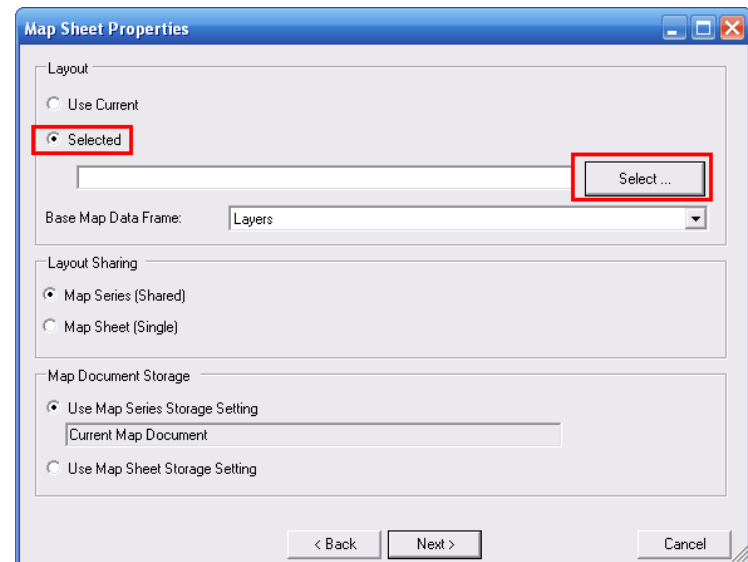 Map Sheet Properties
Layout
Use Current
Selected
Select ...
Base Map Data Frame: Layers
Layout Sharing
Map Series (Shared)
Map Sheet (Single)
Map Document Storage
Use Map Series Storage Setting
Current Map Document
Use Map Sheet Storage Setting
< Back Next > Cancel